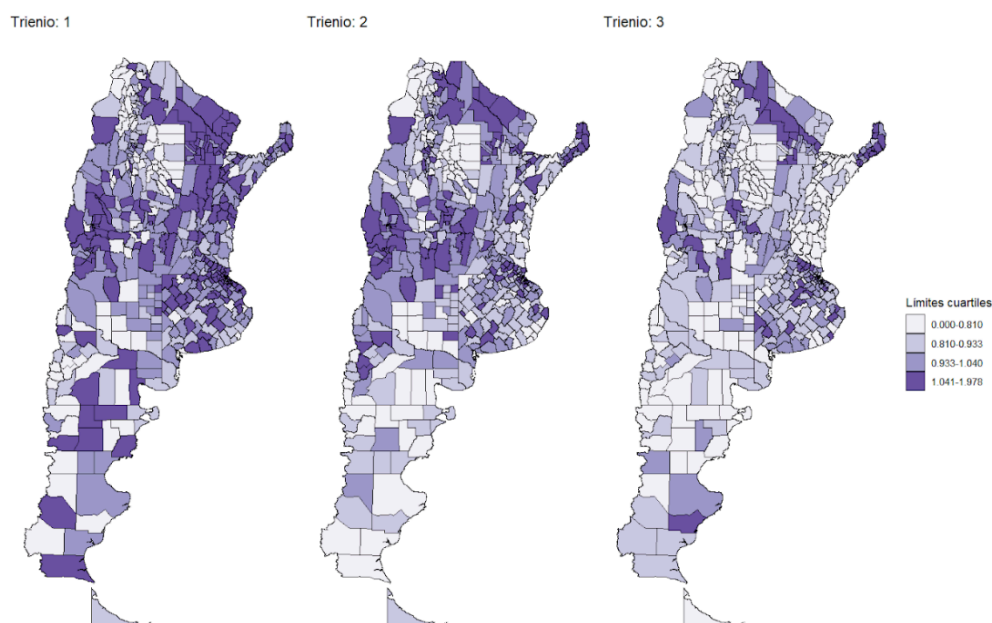 Trienio: 1
Trienio: 2
Trienio: 3
Límites cuartiles
0.000-0.810
0.810-0.933
0.933-1.040
1.041-1.978